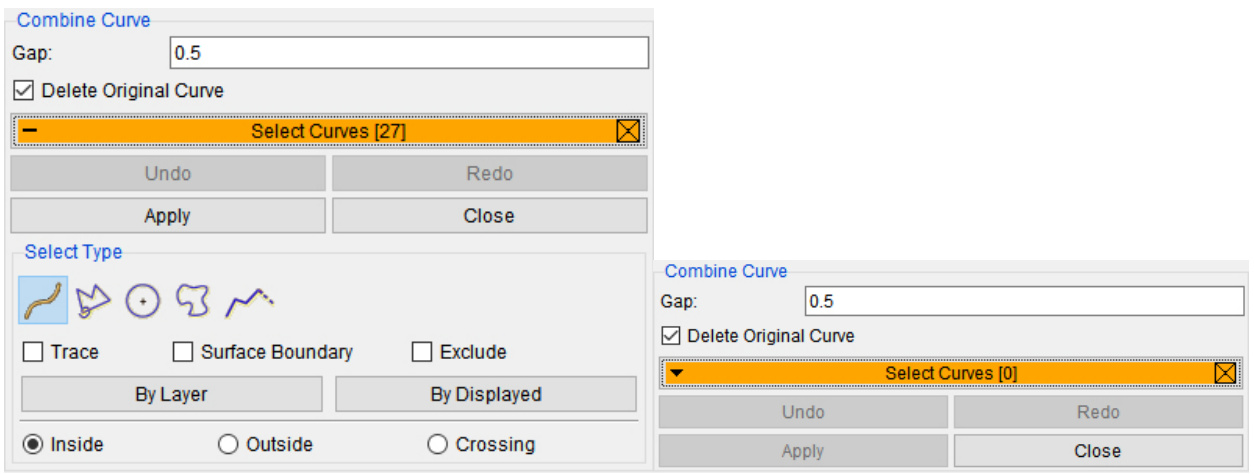 Combine Curve
Gap: 0.5
Delete Original Curve
Select Curves [27]
Undo Redo
Apply Close
Select Type
Trace Surface Boundary Exclude
By Layer By Displayed
Inside Outside Crossing
Combine Curve
Gap: 0.5
Delete Original Curve
Select Curves [0]
Undo Redo
Apply Close